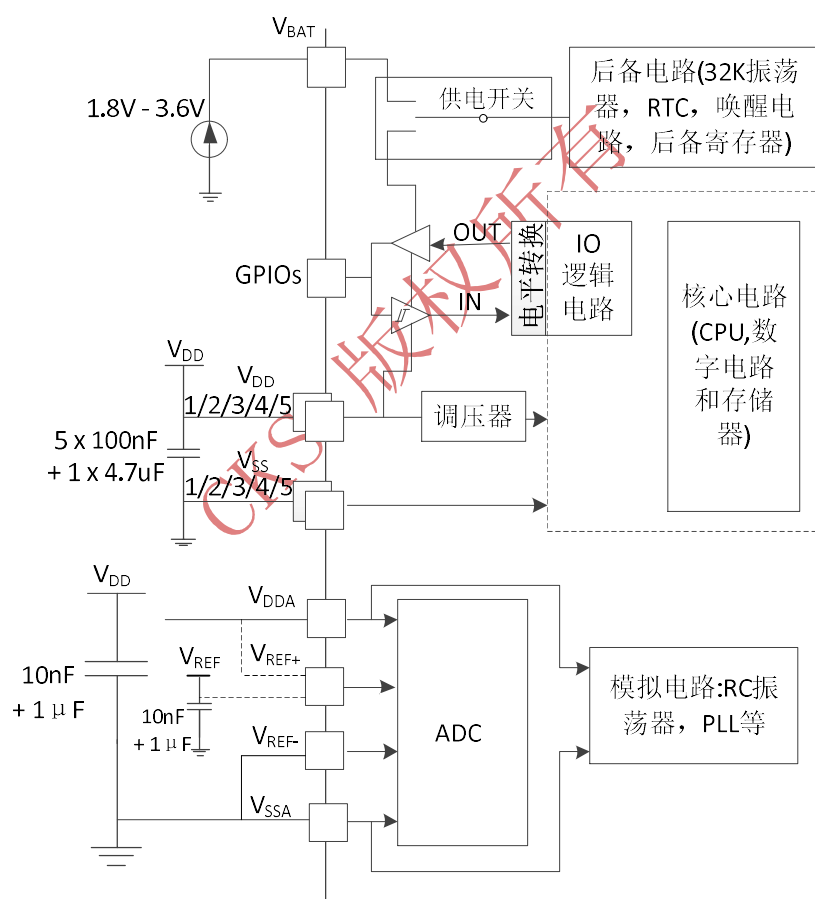 VBAT
1.8V - 3.6V
供电开关
后备电路(32K振荡
器，RTC，唤醒电
路，后备寄存器)
OUT
GPIOs
IN
电平转换
IO
逻辑
电路
核心电路
(CPU,数
字电路
和存储
器)
VDD
VDD
1/2/3/4/5
调压器
5 x 100nF
+ 1 x 4.7uF
VSS
1/2/3/4/5
CKS 版权所有
VDD
VDDA
VREF+
VREF
10nF
+ 1μF
10nF
+ 1μF
VREF-
VSSA
ADC
模拟电路:RC振
荡器，PLL等